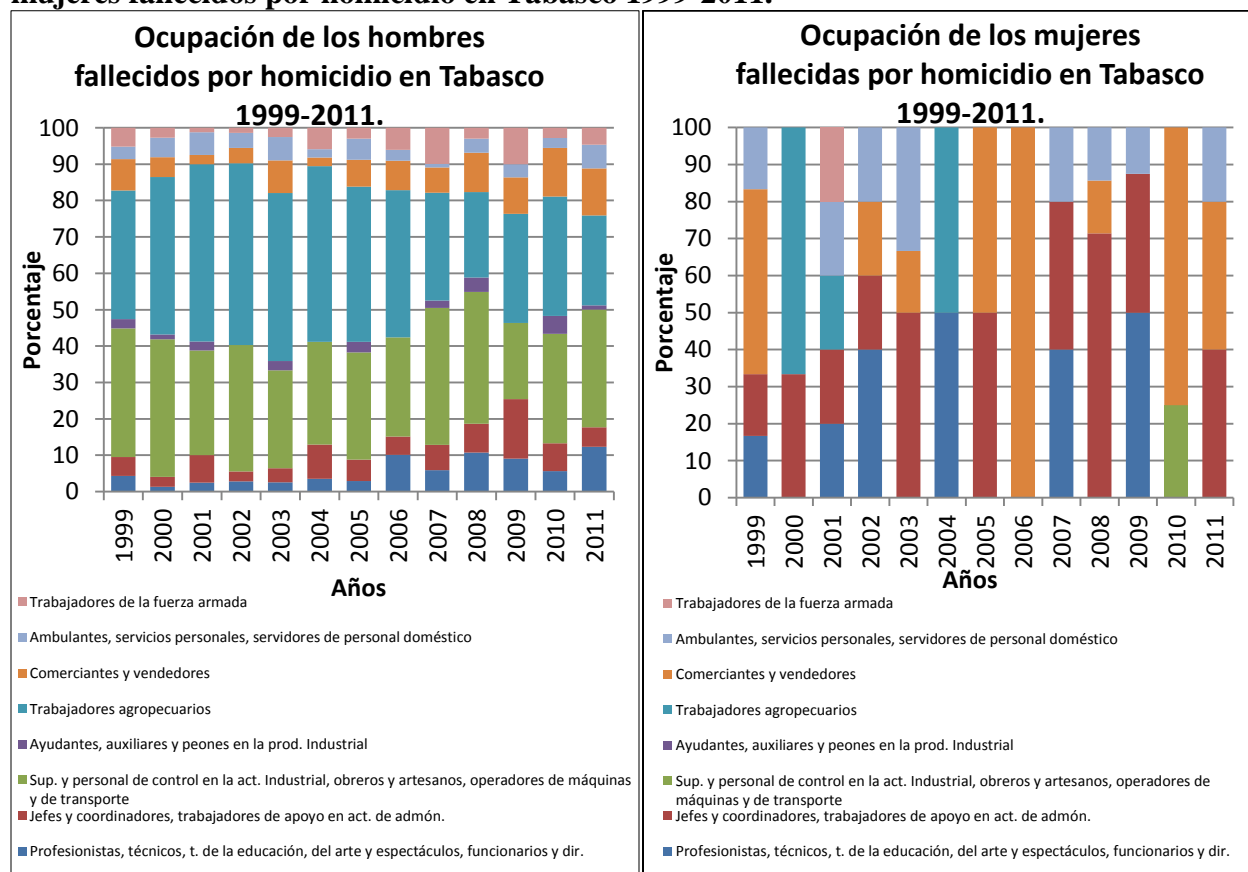 mujeres fallecidos por homicidio en Tabasco 1999-2011.
Ocupación de los hombres
fallecidos por homicidio en Tabasco
1999-2011.
100
90
80
70
60
50
40
30
20
10
0
Porcentaje
1999
2000
2001
2002
2003
2004
2005
2006
2007
2008
2009
2010
2011
Años
Trabajadores de la fuerza armada
Ambulantes, servicios personales, servidores de personal doméstico
Comerciantes y vendedores
Trabajadores agropecuarios
Ayudantes, auxiliares y peones en la prod. Industrial
Sup. y personal de control en la act. Industrial, obreros y artesanos, operadores de máquinas
y de transporte
Jefes y coordinadores, trabajadores de apoyo en act. de admón.
Profesionistas, técnicos, t. de la educación, del arte y espectáculos, funcionarios y dir.
Ocupación de los mujeres
fallecidas por homicidio en Tabasco
1999-2011.
100
90
80
70
60
50
40
30
20
10
0
Porcentaje
1999
2000
2001
2002
2003
2004
2005
2006
2007
2008
2009
2010
2011
Años
Trabajadores de la fuerza armada
Ambulantes, servicios personales, servidores de personal doméstico
Comerciantes y vendedores
Trabajadores agropecuarios
Ayudantes, auxiliares y peones en la prod. Industrial
Sup. y personal de control en la act. Industrial, obreros y artesanos, operadores de
máquinas y de transporte
Jefes y coordinadores, trabajadores de apoyo en act. de admón.
Profesionistas, técnicos, t. de la educación, del arte y espectáculos, funcionarios y dir.